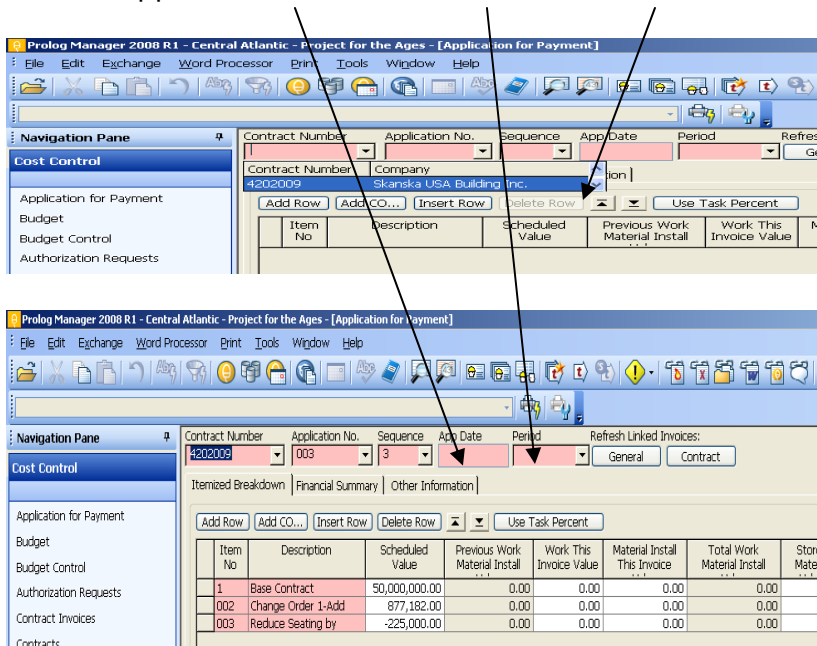 Prolog Manager 2008 R1 - Central Atlantic - Project for the Ages - [Application for Payment]
File Edit Exchange Word Processor Print Tools Window Help
Navigation Pane
Contract Number Application No. Sequence App Date Period Refres
Cost Control
Ge
Contract Number Company
tion
4202009 Skanska USA Building Inc.
Application for Payment
Add Row Add CO... Insert Row Delete Row Use Task Percent
Budget
Item No Description Scheduled Value Previous Work Material Install Work This Invoice Value M
Budget Control
Authorization Requests
Prolog Manager 2008 R1 - Central Atlantic - Project for the Ages - [Application for Payment]
File Edit Exchange Word Processor Print Tools Window Help
Navigation Pane
Contract Number Application No. Sequence App Date Period Refresh Linked Invoices:
4202009 003 3 General Contract
Cost Control
Itemized Breakdown Financial Summary Other Information
Application for Payment
Add Row Add CO... Insert Row Delete Row Use Task Percent
Budget
Item No Description Scheduled Value Previous Work Material Install Work This Invoice Value Material Install This Invoice Total Work Material Install Stor Mate
Budget Control
Authorization Requests
1 Base Contract 50,000,000.00 0.00 0.00 0.00 0.00
002 Change Order 1-Add 877,182.00 0.00 0.00 0.00 0.00
Contract Invoices
003 Reduce Seating by -225,000.00 0.00 0.00 0.00 0.00
Contracts